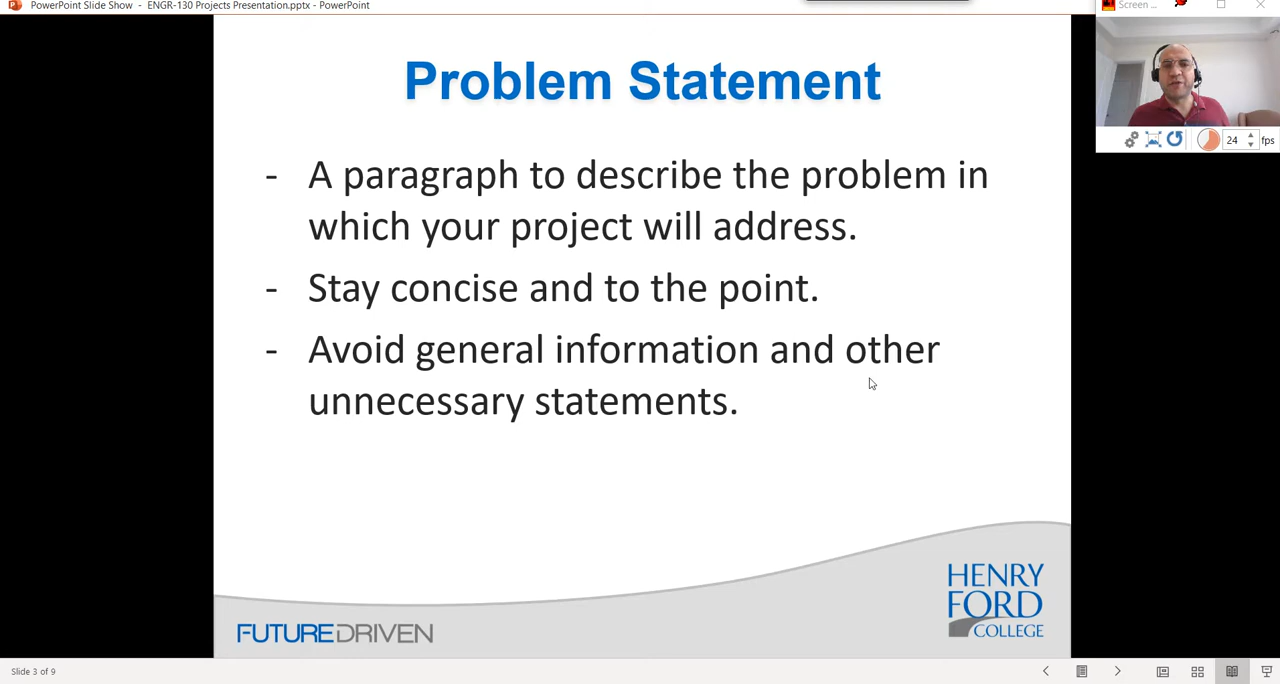 PowerPoint Slide Show - ENGR-130 Projects Presentation.pptx - PowerPoint
Screen ...
24 fps
Problem Statement
- A paragraph to describe the problem in
which your project will address.
- Stay concise and to the point.
- Avoid general information and other
unnecessary statements.
HENRY
FORD
COLLEGE
FUTUREDRIVEN
Slide 3 of 9